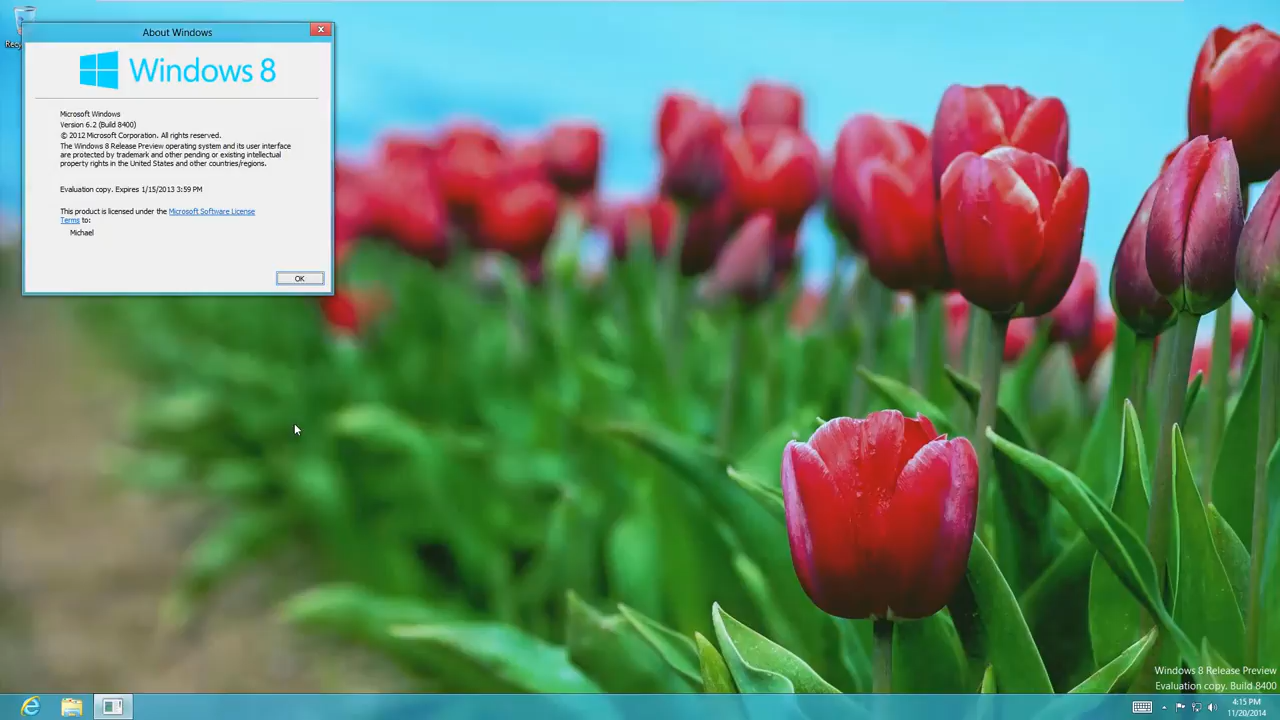 Recy
About Windows
Windows 8
Microsoft Windows
Version 6.2 (Build 8400)
© 2012 Microsoft Corporation. All rights reserved.
The Windows 8 Release Preview operating system and its user interface
are protected by trademark and other pending or existing intellectual
property rights in the United States and other countries/regions.
Evaluation copy. Expires 1/15/2013 3:59 PM
This product is licensed under the Microsoft Software License
Terms to:
Michael
OK
Windows 8 Release Preview
Evaluation copy. Build 8400
4:15 PM
11/20/2014